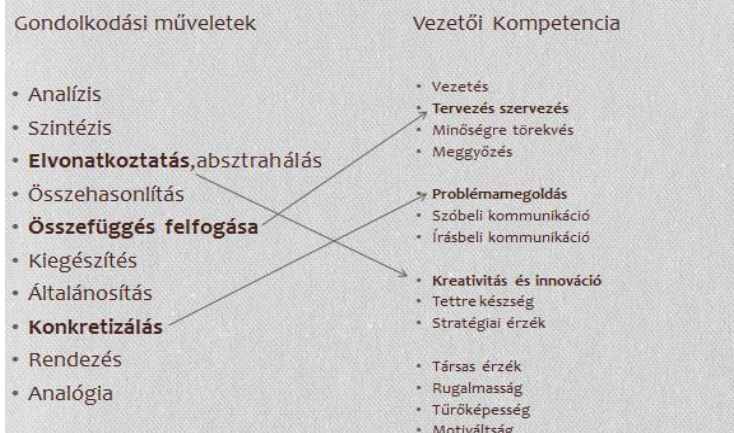 Gondolkodási műveletek
• Analízis
• Szintézis
• Elvonatkoztatás,absztrahálás
• Összehasonlítás
• Összefüggés felfogása
• Kiegészítés
• Általánosítás
• Konkretizálás
• Rendezés
• Analógia
Vezetői Kompetencia
• Vezetés
• Tervezés szervezés
• Minőségre törekvés
• Meggyőzés
• Problémamegoldás
• Szóbeli kommunikáció
• Írásbeli kommunikáció
• Kreativitás és innováció
• Tettre készség
• Stratégiai érzék
• Társas érzék
• Rugalmasság
• Tűrőképesség
• Motiváltság